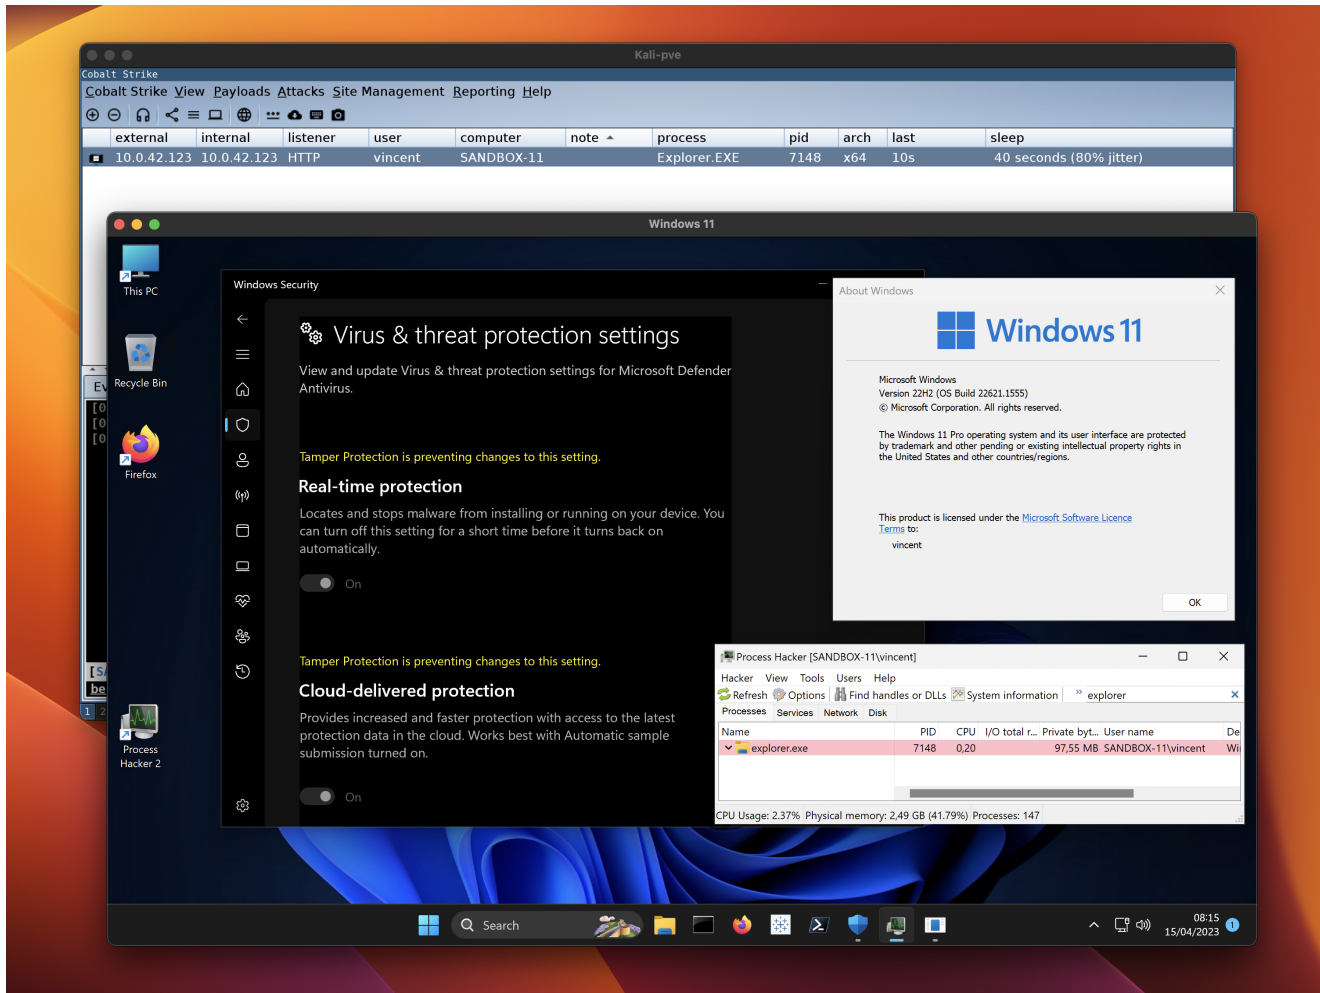 Kali-pve
Cobalt Strike
Cobalt Strike View Payloads Attacks Site Management Reporting Help
external internal listener user computer note process pid arch last sleep
10.0.42.123 10.0.42.123 HTTP vincent SANDBOX-11 Explorer.EXE 7148 x64 10s 40 seconds (80% jitter)
Windows 11
This PC
Recycle Bin
Firefox
Process
Hacker 2
Ev
[0
[0
[0
[S
be
1 2
Windows Security
Virus & threat protection settings
View and update Virus & threat protection settings for Microsoft Defender
Antivirus.
Tamper Protection is preventing changes to this setting.
Real-time protection
Locates and stops malware from installing or running on your device. You
can turn off this setting for a short time before it turns back on
automatically.
On
Tamper Protection is preventing changes to this setting.
Cloud-delivered protection
Provides increased and faster protection with access to the latest
protection data in the cloud. Works best with Automatic sample
submission turned on.
On
About Windows
Windows 11
Microsoft Windows
Version 22H2 (OS Build 22621.1555)
© Microsoft Corporation. All rights reserved.
The Windows 11 Pro operating system and its user interface are protected
by trademark and other pending or existing intellectual property rights in
the United States and other countries/regions.
This product is licensed under the Microsoft Software Licence
Terms to:
vincent
OK
Process Hacker [SANDBOX-11\vincent]
Hacker View Tools Users Help
Refresh Options Find handles or DLLs System information » explorer
Processes Services Network Disk
Name PID CPU I/O total r... Private byt... User name De
explorer.exe 7148 0,20 97,55 MB SANDBOX-11\vincent Wi
CPU Usage: 2.37% Physical memory: 2,49 GB (41.79%) Processes: 147
Search
08:15
15/04/2023
1